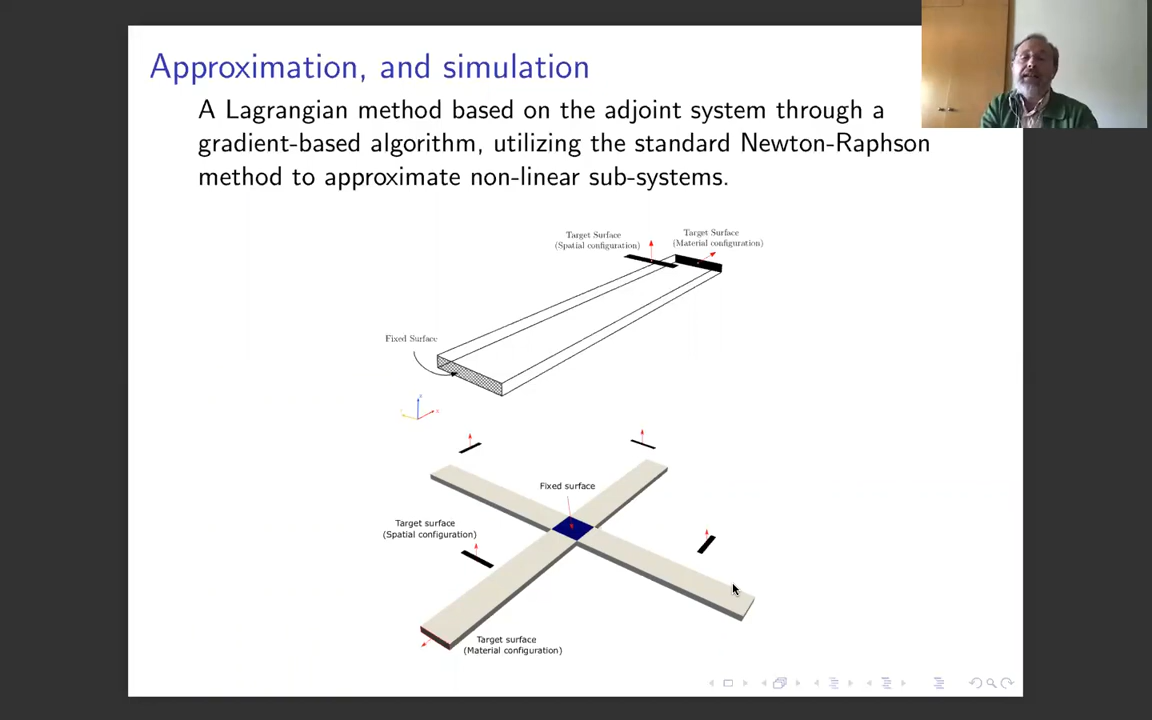 Approximation, and simulation
A Lagrangian method based on the adjoint system through a
gradient-based algorithm, utilizing the standard Newton-Raphson
method to approximate non-linear sub-systems.
Target Surface
(Spatial configuration)
Target Surface
(Material configuration)
Fixed Surface
Fixed surface
Target surface
(Spatial configuration)
Target surface
(Material configuration)